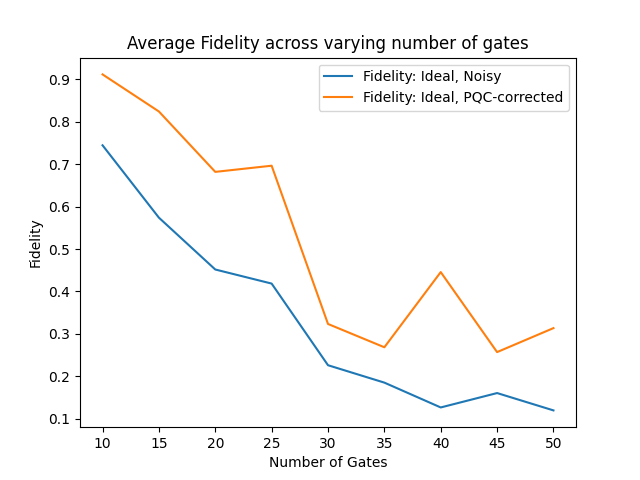 Average Fidelity across varying number of gates
Fidelity: Ideal, Noisy
Fidelity: Ideal, PQC-corrected
Fidelity
0.9
0.8
0.7
0.6
0.5
0.4
0.3
0.2
0.1
10 15 20 25 30 35 40 45 50
Number of Gates